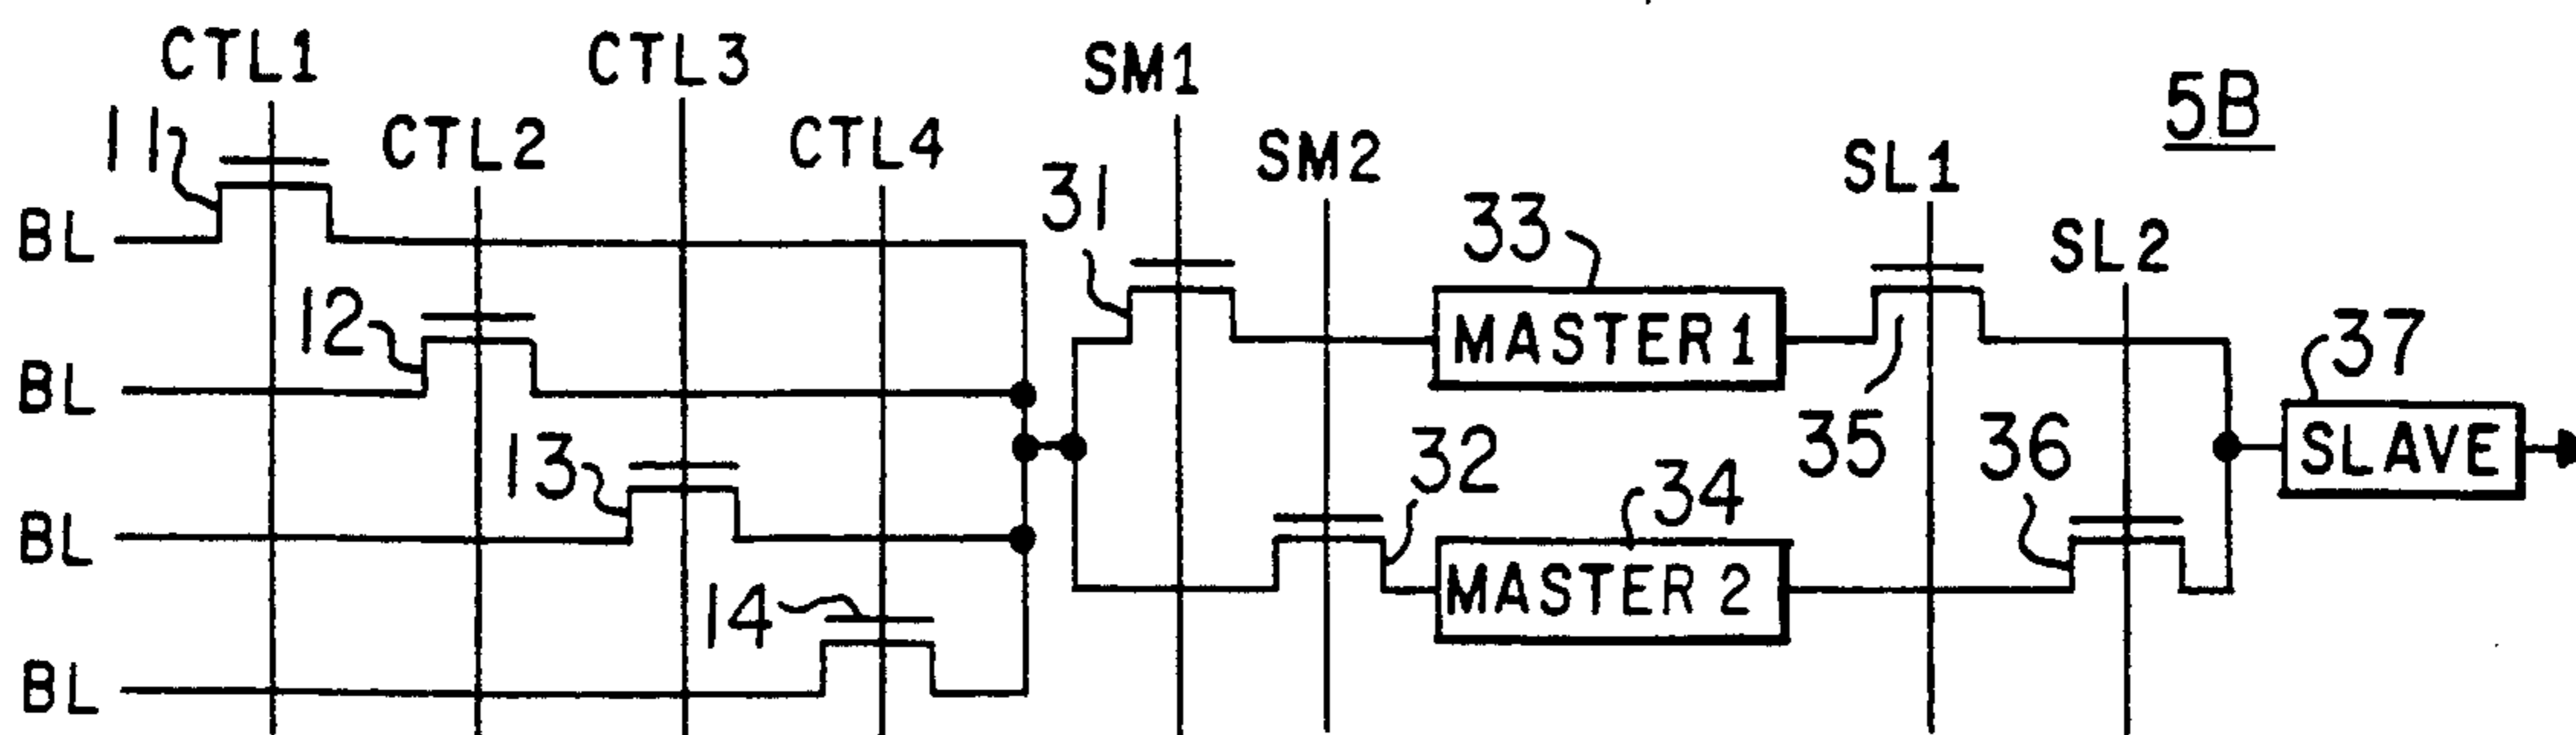 CTL1
CTL3
SM1
5B
11
CTL2
CTL4
31
SM2
SL1
BL
33
SL2
12
37
BL
MASTER 1
35
36
SLAVE
13
32
34
BL
14
MASTER 2
BL